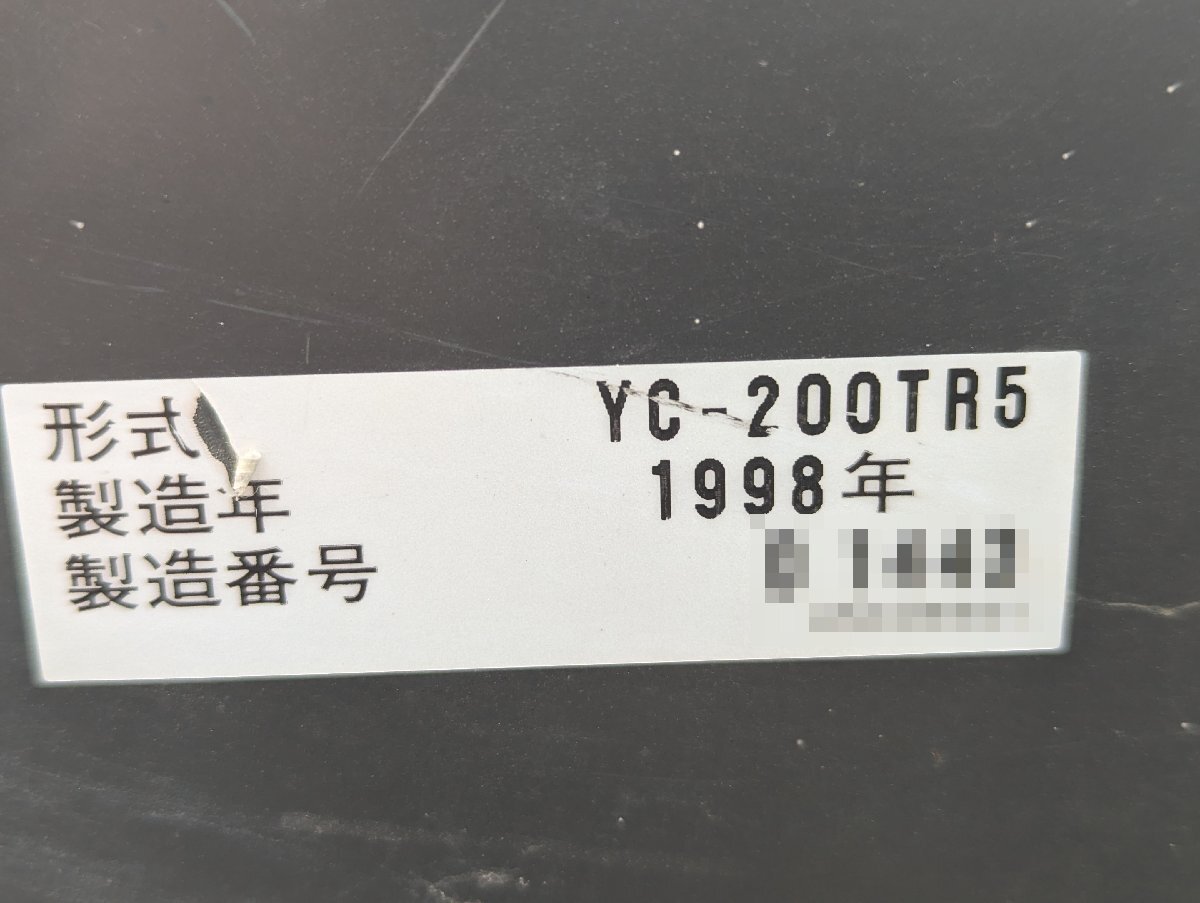 形式 YC-200TR5
製造年 1998年
製造番号